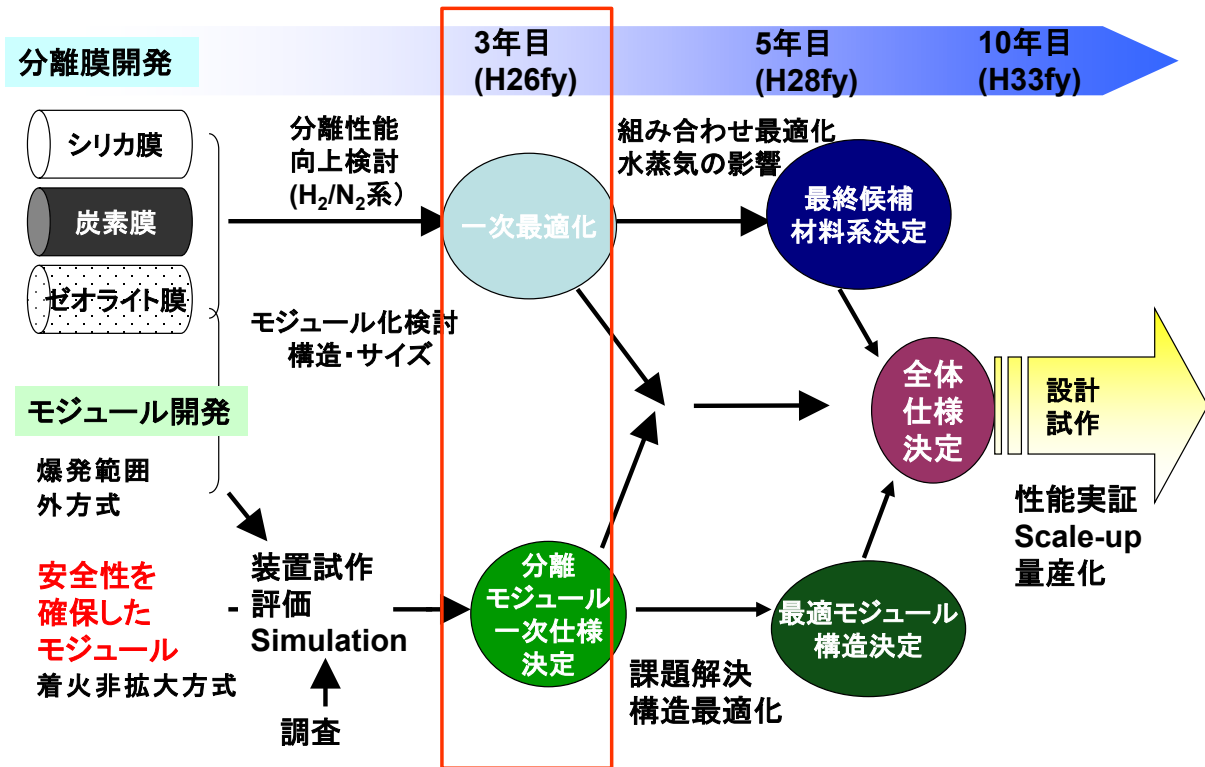 分離膜開発
3年目
(H26fy)
5年目
(H28fy)
10年目
(H33fy)
シリカ膜
炭素膜
ゼオライト膜
分離性能
向上検討
(H₂/N₂系）
一次最適化
組み合わせ最適化
水蒸気の影響
最終候補
材料系決定
モジュール化検討
構造・サイズ
モジュール開発
爆発範囲
外方式
安全性を
確保した
モジュール
着火非拡大方式
装置試作
評価
Simulation
調査
分離
モジュール
一次仕様
決定
課題解決
構造最適化
最適モジュール
構造決定
全体
仕様
決定
設計
試作
性能実証
Scale-up
量産化